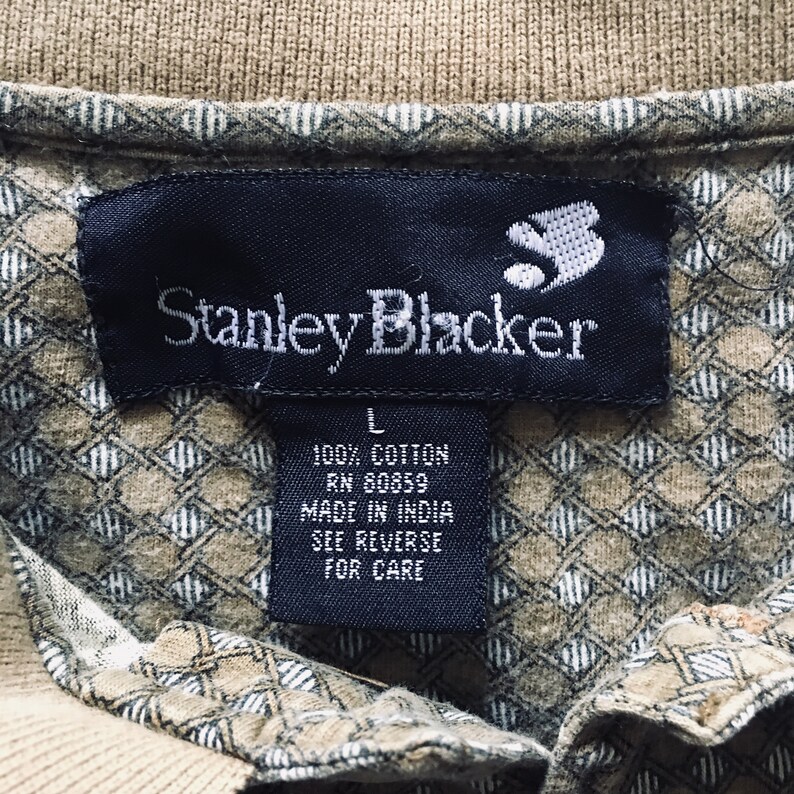 Stanley Blacker
L
100% COTTON
RN 80859
MADE IN INDIA
SEE REVERSE
FOR CARE